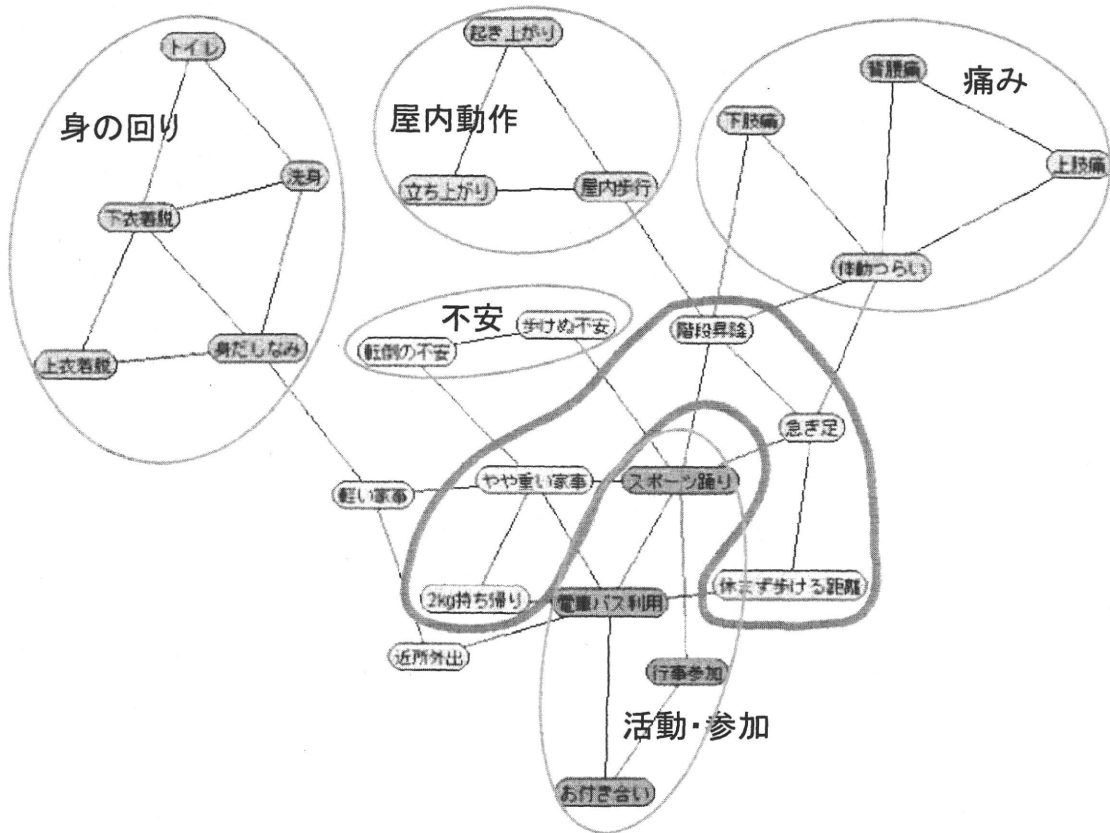 トイレ
起き上がり
背腰痛
痛み
身の回り
屋内動作
下肢痛
上肢痛
洗身
立ち上がり
屋内歩行
下衣着脱
体動つらい
不安
歩けぬ不安
階段昇降
転倒の不安
身だしなみ
上衣着脱
急ぎ足
やや重い家事
スポーツ踊り
軽い家事
休まず歩ける距離
2kg持ち帰り
電車バス利用
近所外出
行事参加
活動・参加
お付き合い